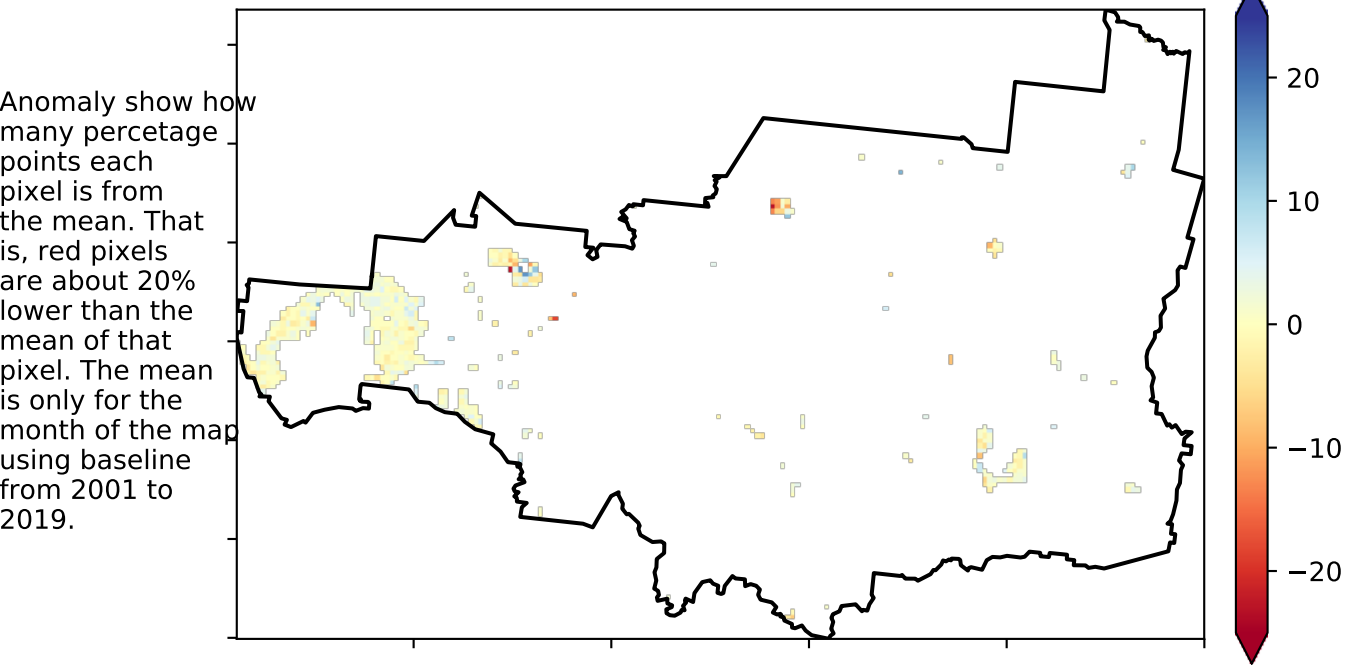 Anomaly show how
many percetage
points each
pixel is from
the mean. That
is, red pixels
are about 20%
lower than the
mean of that
pixel. The mean
is only for the
month of the map
using baseline
from 2001 to
2019.
20
10
0
−10
−20